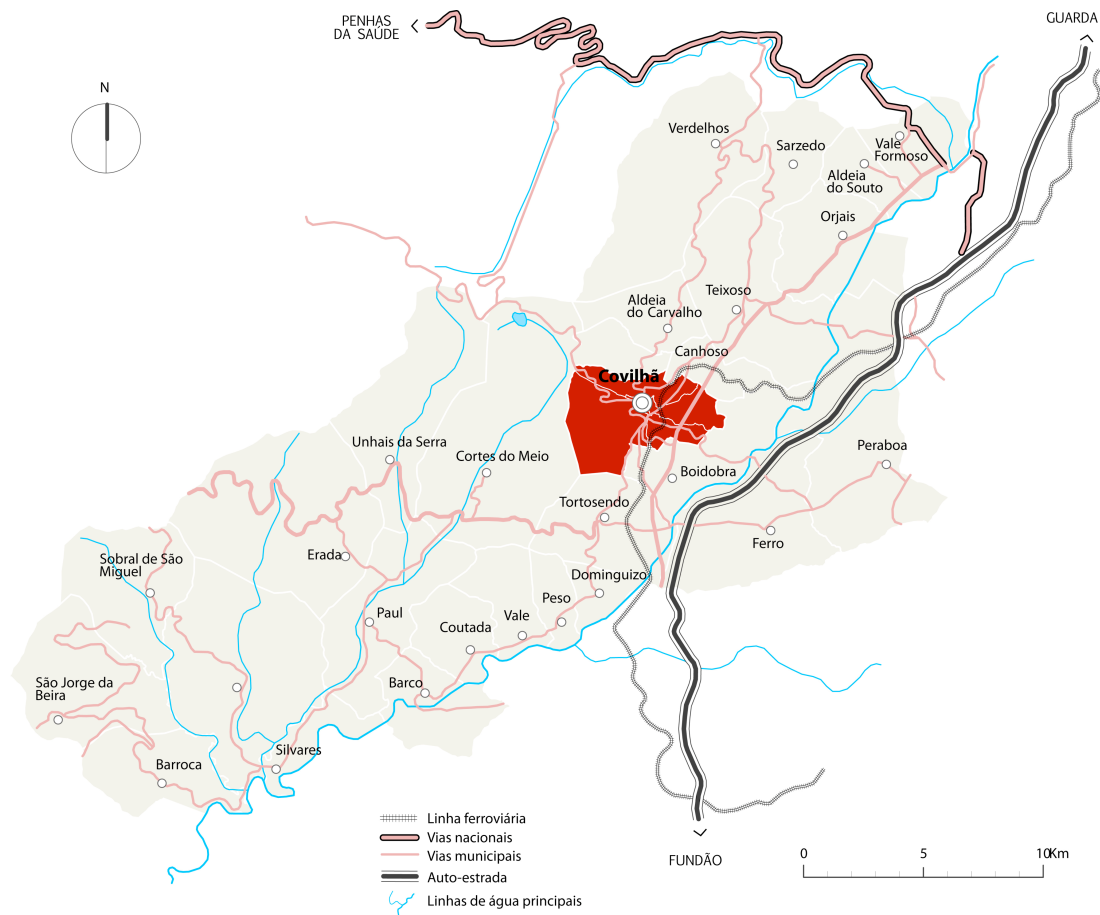 PENHAS
DA SAÚDE
GUARDA
N
Verdelhos
Sarzedo
Vale
Formoso
Aldeia
do Souto
Orjais
Teixoso
Aldeia
do Carvalho
Canhoso
Covilhã
Unhais da Serra
Cortes do Meio
Boidobra
Peraboa
Tortosendo
Ferro
Erada
Sobral de São
Miguel
Dominguizo
Peso
Vale
Coutada
Paul
Barco
São Jorge da
Beira
Silvares
Barroca
Linha ferroviária
Vias nacionais
Vias municipais
Auto-estrada
Linhas de água principais
FUNDÃO
0 5 10Km